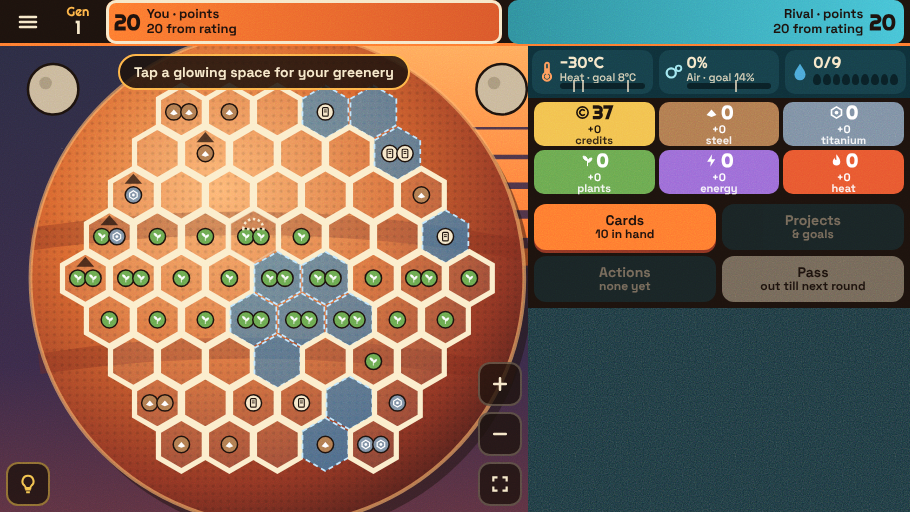 Gen
1
20
You · points
20 from rating
Rival · points
20 from rating
20
Tap a glowing space for your greenery
-30°C
Heat · goal 8°C
0%
Air · goal 14%
0/9
37
+0
credits
0
+0
steel
0
+0
titanium
0
+0
plants
0
+0
energy
0
+0
heat
Cards
10 in hand
Projects
& goals
Actions
none yet
Pass
out till next round